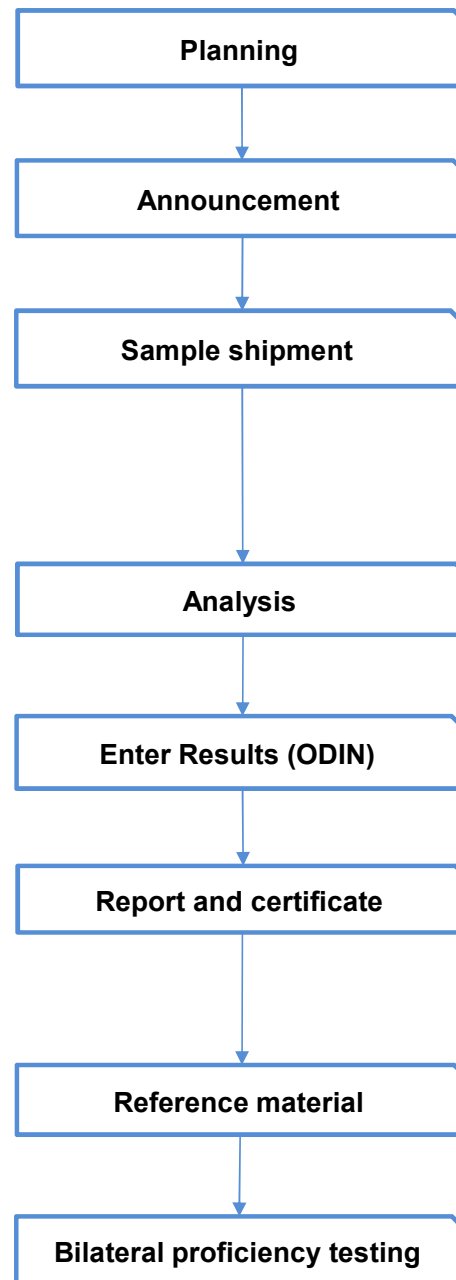 Planning
Announcement
Sample shipment
Analysis
Enter Results (ODIN)
Report and certificate
Reference material
Bilateral proficiency testing